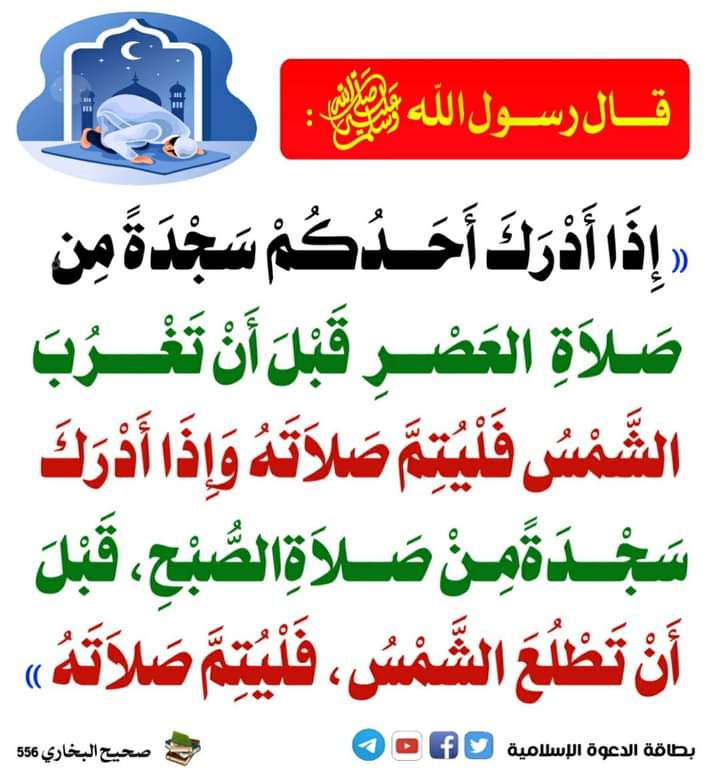 قال رسول الله صلى الله عليه وسلم :
(( إِذَا أَدْرَكَ أَحَدُكُمْ سَجْدَةً مِن
صَلاَةِ العَصْرِ قَبْلَ أَنْ تَغْرُبَ
الشَّمْسُ فَلْيُتِمَّ صَلاَتَهُ وَإِذَا أَدْرَكَ
سَجْدَةً مِنْ صَلاَةِ الصُّبْحِ، قَبْلَ
أَنْ تَطْلُعَ الشَّمْسُ، فَلْيُتِمَّ صَلاَتَهُ ))
بطاقة الدعوة الإسلامية
صحيح البخاري 556